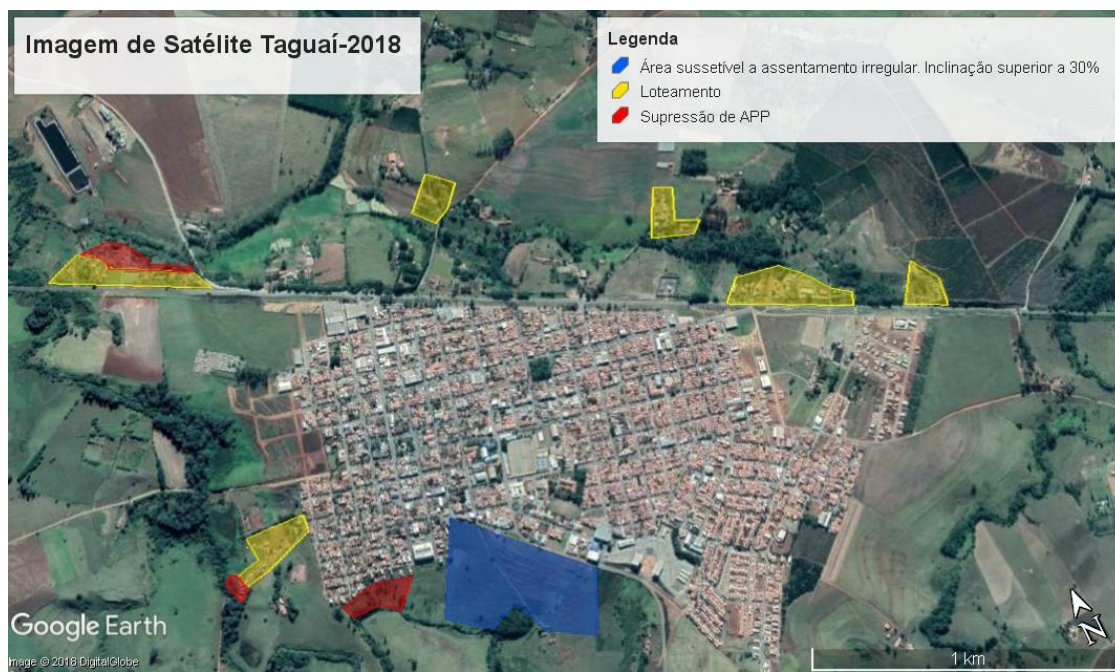 Imagem de Satélite Taguaí-2018
Legenda
Área sussetível a assentamento irregular. Inclinação superior a 30%
Loteamento
Supressão de APP
Google Earth
Image © 2018 DigitalGlobe
1 km
N